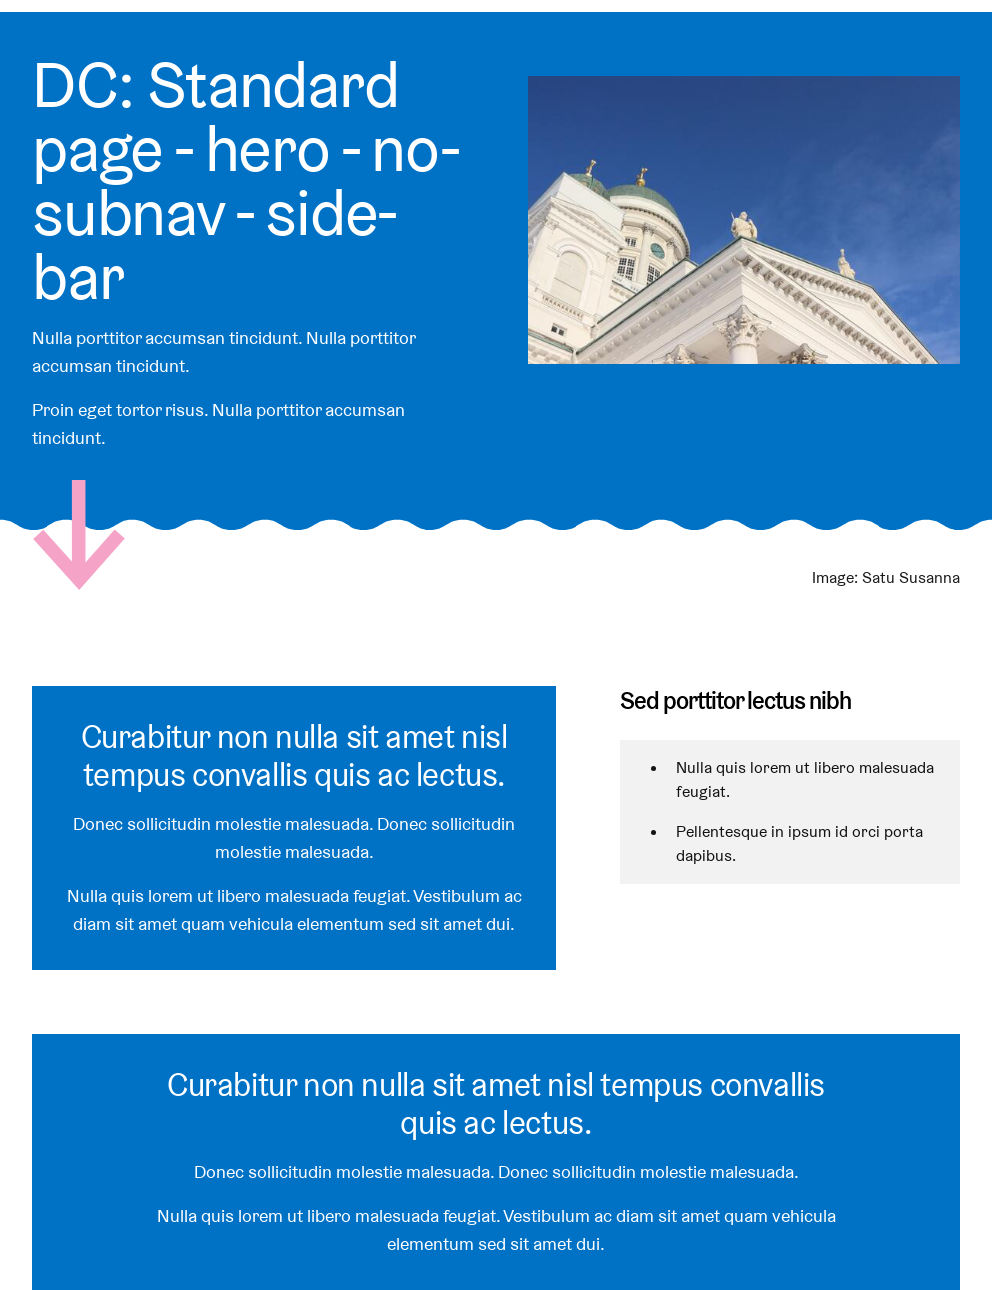 DC: Standard
page - hero - no-
subnav - side-
bar
Nulla porttitor accumsan tincidunt. Nulla porttitor
accumsan tincidunt.
Proin eget tortor risus. Nulla porttitor accumsan
tincidunt.
Image: Satu Susanna
Curabitur non nulla sit amet nisl
tempus convallis quis ac lectus.
Donec sollicitudin molestie malesuada. Donec sollicitudin
molestie malesuada.
Nulla quis lorem ut libero malesuada feugiat. Vestibulum ac
diam sit amet quam vehicula elementum sed sit amet dui.
Sed porttitor lectus nibh
• Nulla quis lorem ut libero malesuada
feugiat.
• Pellentesque in ipsum id orci porta
dapibus.
Curabitur non nulla sit amet nisl tempus convallis
quis ac lectus.
Donec sollicitudin molestie malesuada. Donec sollicitudin molestie malesuada.
Nulla quis lorem ut libero malesuada feugiat. Vestibulum ac diam sit amet quam vehicula
elementum sed sit amet dui.